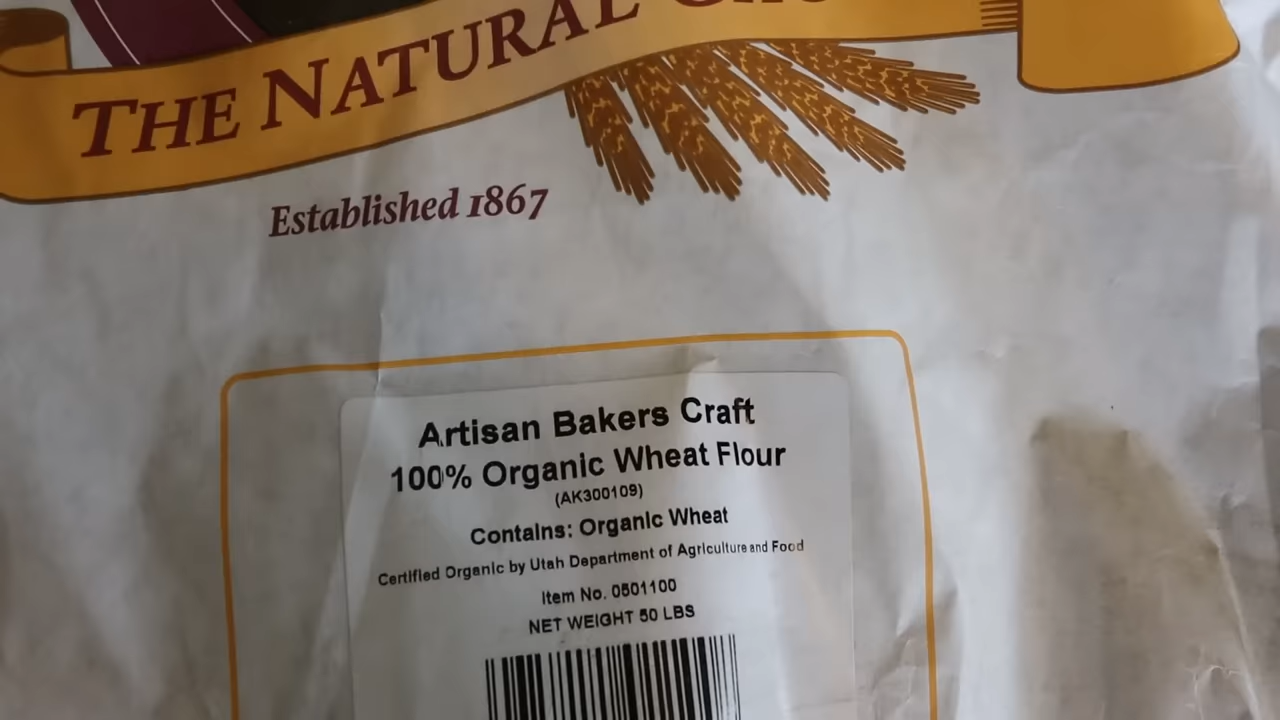 THE NATURAL
Established 1867
Artisan Bakers Craft
100% Organic Wheat Flour
(AK300109)
Contains: Organic Wheat
Certified Organic by Utah Department of Agriculture and Food
Item No. 0501100
NET WEIGHT 50 LBS